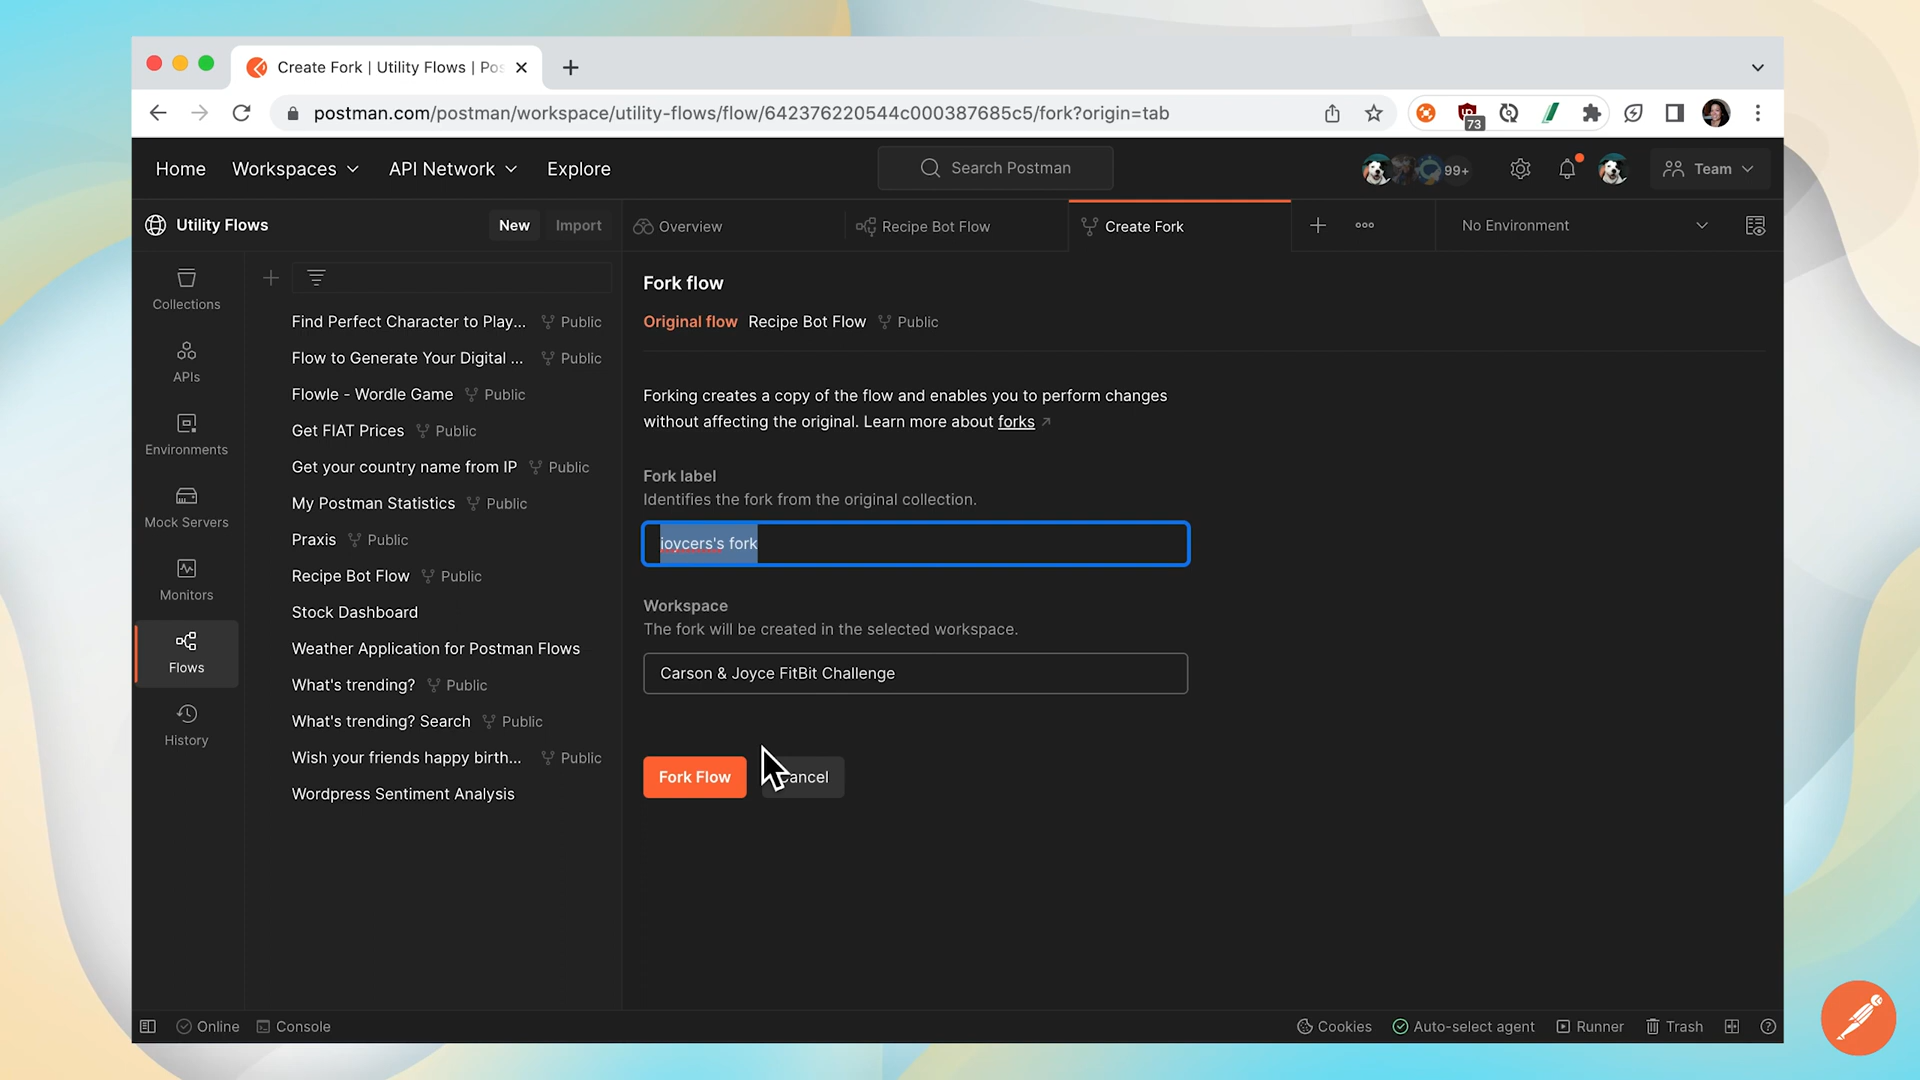 Create Fork | Utility Flows | Pos
postman.com/postman/workspace/utility-flows/flow/642376220544c000387685c5/fork?origin=tab
73
Home
Workspaces
API Network
Explore
Search Postman
99+
Team
Utility Flows
New
Import
Overview
Recipe Bot Flow
Create Fork
No Environment
Collections
APIs
Environments
Mock Servers
Monitors
Flows
History
Find Perfect Character to Play... Public
Flow to Generate Your Digital ... Public
Flowle - Wordle Game Public
Get FIAT Prices Public
Get your country name from IP Public
My Postman Statistics Public
Praxis Public
Recipe Bot Flow Public
Stock Dashboard
Weather Application for Postman Flows
What's trending? Public
What's trending? Search Public
Wish your friends happy birth... Public
Wordpress Sentiment Analysis
Fork flow
Original flow Recipe Bot Flow Public
Forking creates a copy of the flow and enables you to perform changes
without affecting the original. Learn more about forks
Fork label
Identifies the fork from the original collection.
joycers's fork
Workspace
The fork will be created in the selected workspace.
Carson & Joyce FitBit Challenge
Fork Flow
Cancel
Online
Console
Cookies
Auto-select agent
Runner
Trash